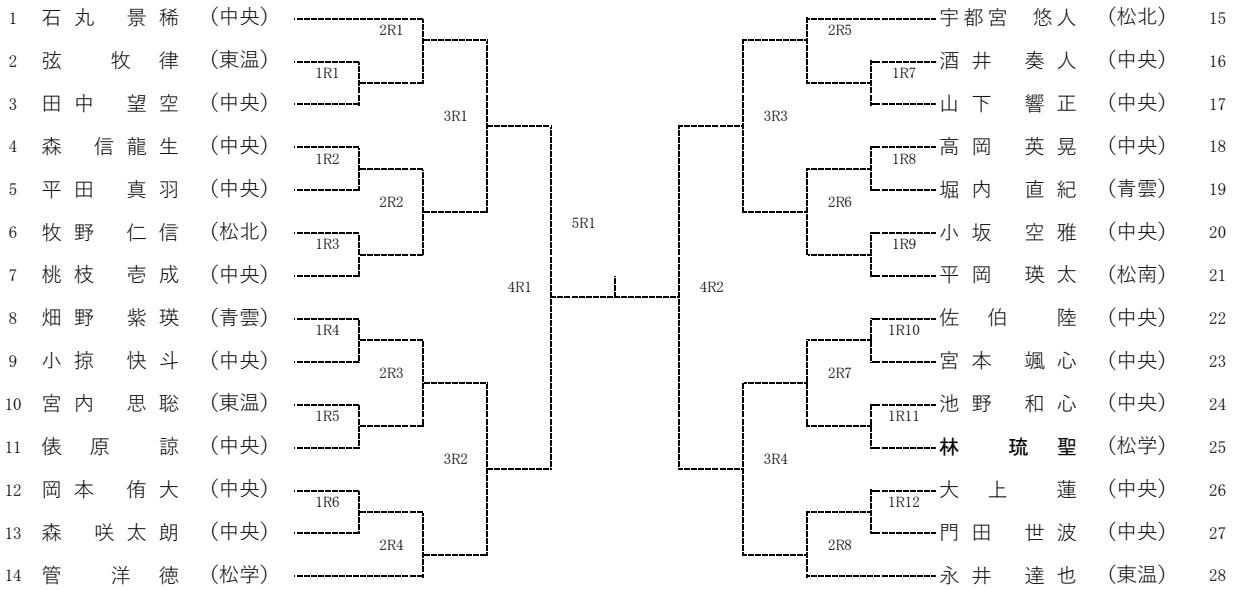 1 石丸 景稀 (中央)
2R1
2 弦 牧律 (東温)
1R1
3 田中 望空 (中央)
3R1
4 森 信龍生 (中央)
1R2
5 平田 真羽 (中央)
2R2
6 牧野 仁信 (松北)
1R3
7 桃枝 壱成 (中央)
4R1
8 畑野 紫瑛 (青雲)
1R4
9 小掠 快斗 (中央)
2R3
10 宮内 思聡 (東温)
1R5
11 俵原 諒 (中央)
3R2
12 岡本 侑大 (中央)
1R6
13 森 咲太朗 (中央)
2R4
14 管 洋徳 (松学)
5R1
宇都宮 悠人 (松北) 15
2R5
酒井 奏人 (中央) 16
1R7
山下 響正 (中央) 17
3R3
高岡 英晃 (中央) 18
1R8
堀内 直紀 (青雲) 19
2R6
小坂 空雅 (中央) 20
1R9
平岡 瑛太 (松南) 21
4R2
佐伯 陸 (中央) 22
1R10
宮本 颯心 (中央) 23
2R7
池野 和心 (中央) 24
1R11
林 琉聖 (松学) 25
3R4
大上 蓮 (中央) 26
1R12
門田 世波 (中央) 27
2R8
永井 達也 (東温) 28